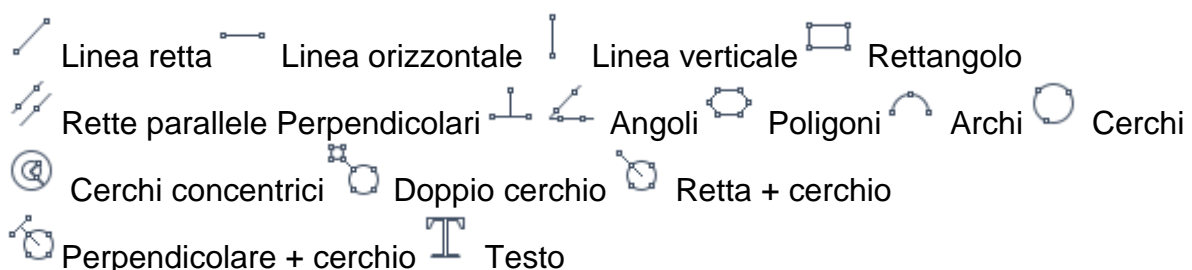 Linea retta Linea orizzontale Linea verticale Rettangolo
Rette parallele Perpendicolari Angoli Poligoni Archi Cerchi
Cerchi concentrici Doppio cerchio Retta + cerchio
Perpendicolare + cerchio Testo